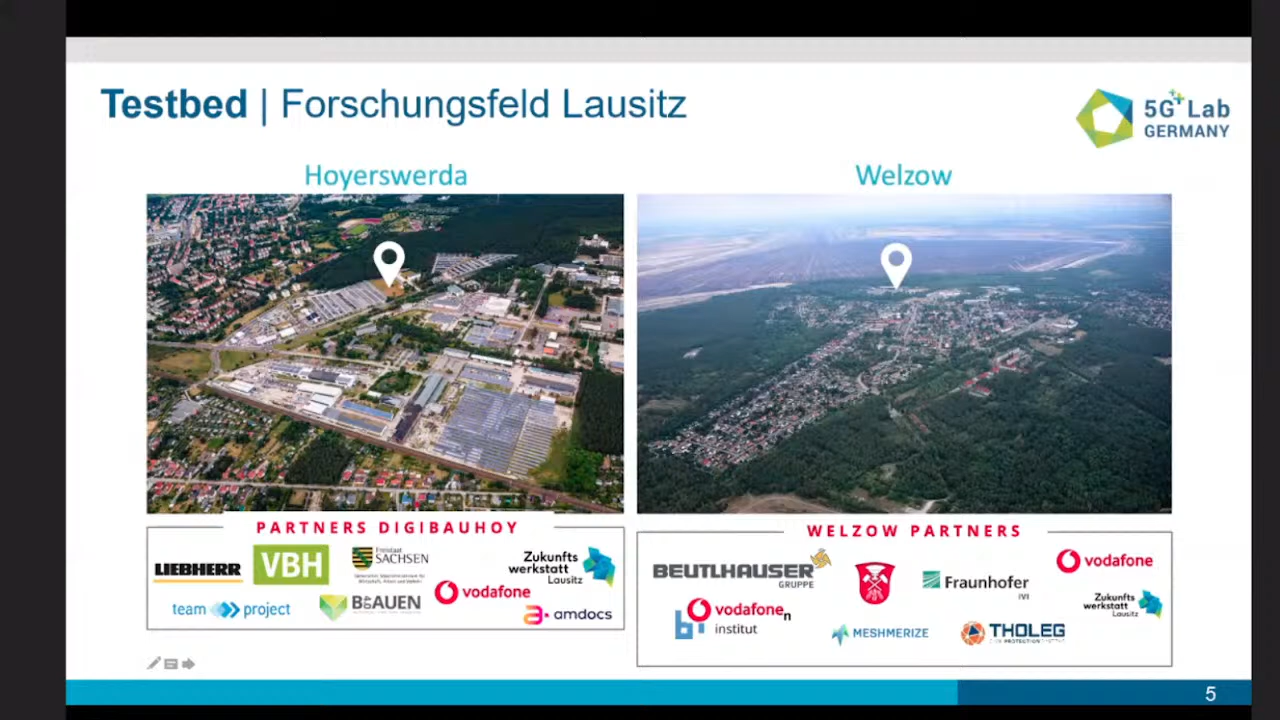 Testbed | Forschungsfeld Lausitz
5G++ Lab
GERMANY
Hoyerswerda
Welzow
PARTNERS DIGIBAUHOY
LIEBHERR
VBH
Freistaat
SACHSEN
Zukunfts
werkstatt
Lausitz
team project
BAUEN
vodafone
amdocs
WELZOW PARTNERS
BEUTLHAUSER
GRUPPE
Fraunhofer
IVI
vodafone
Zukunfts
werkstatt
Lausitz
vodafone
n
institut
MESHMERIZE
THOLEG
5